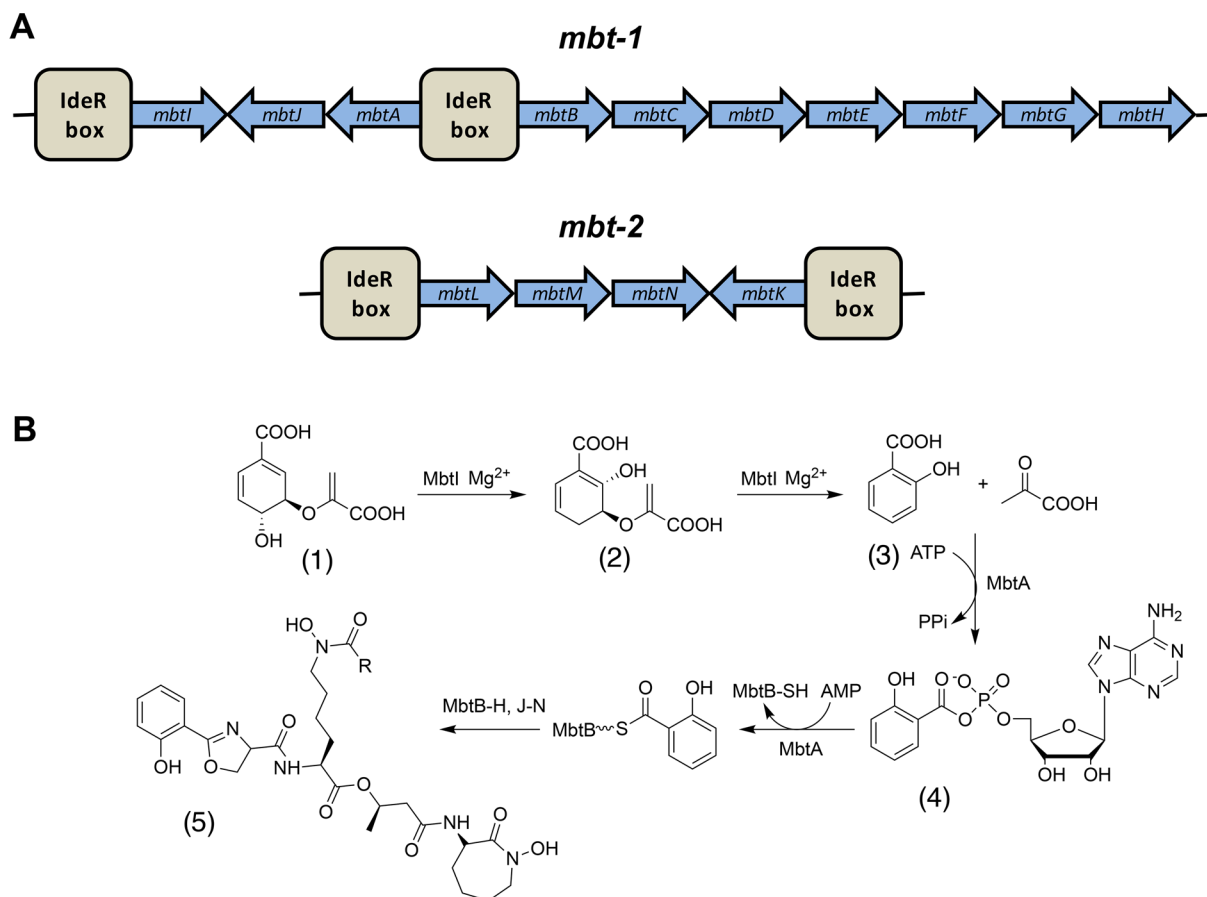 A
mbt-1
IdeR
box
mbtI
mbtJ
mbtA
IdeR
box
mbtB
mbtC
mbtD
mbtE
mbtF
mbtG
mbtH
mbt-2
IdeR
box
mbtL
mbtM
mbtN
mbtK
IdeR
box
B
COOH
O
COOH
OH
(1)
MbtI Mg2+
COOH
OH
O
COOH
(2)
MbtI Mg2+
COOH
OH
(3)
+
O
COOH
ATP
MbtA
PPi
NH2
N
N
N
N
OH
O
O
O-
P
O
O
O
OH
OH
(4)
MbtB-SH
AMP
MbtA
O
OH
MbtB
S
MbtB-H, J-N
HO
N
O
R
N
O
OH
O
HN
O
O
O
HN
O
N
OH
(5)